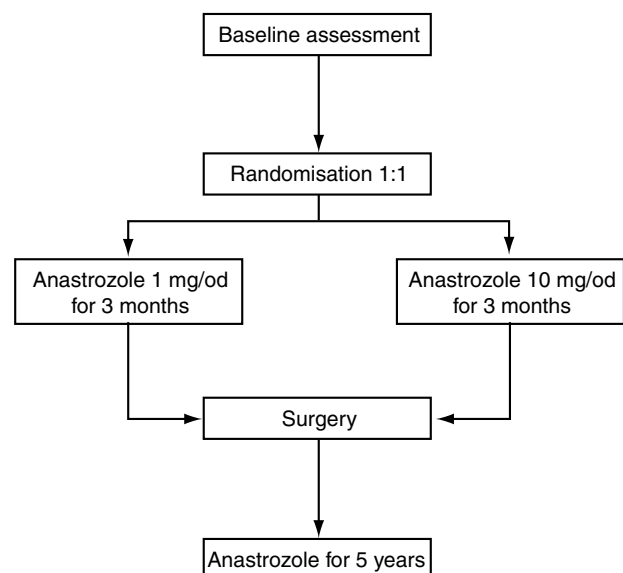 Baseline assessment
Randomisation 1:1
Anastrozole 1 mg/od
for 3 months
Anastrozole 10 mg/od
for 3 months
Surgery
Anastrozole for 5 years